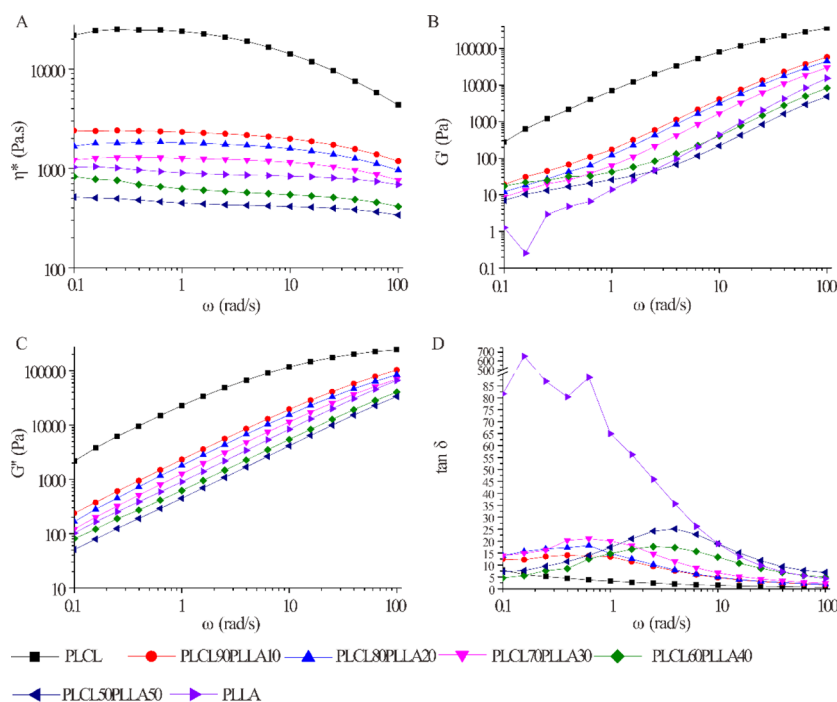 A
10000
1000
100
η* (Pa.s)
0.1 1 10 100
ω (rad/s)
B
100000
10000
1000
100
10
1
0.1
G' (Pa)
0.1 1 10 100
ω (rad/s)
C
100000
10000
1000
100
10
G'' (Pa)
0.1 1 10 100
ω (rad/s)
D
700
600
85
80
75
70
65
60
55
50
45
40
35
30
25
20
15
10
5
0
tan δ
0.1 1 10 100
ω (rad/s)
PLCL PLCL90PLLA10 PLCL80PLLA20 PLCL70PLLA30 PLCL60PLLA40
PLCL50PLLA50 PLLA